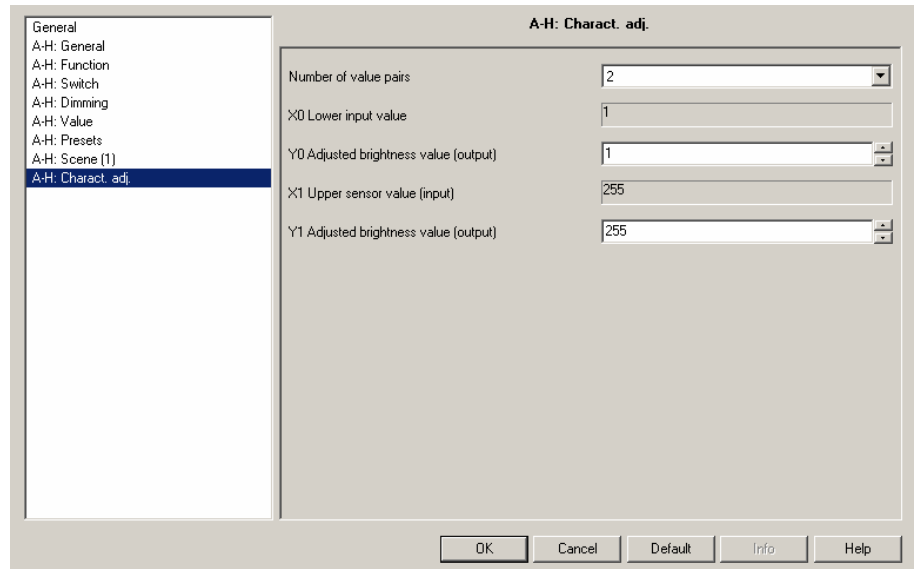 General
A-H: General
A-H: Function
A-H: Switch
A-H: Dimming
A-H: Value
A-H: Presets
A-H: Scene (1)
A-H: Charact. adj.
A-H: Charact. adj.
Number of value pairs 2
X0 Lower input value 1
Y0 Adjusted brightness value (output) 1
X1 Upper sensor value (input) 255
Y1 Adjusted brightness value (output) 255
OK Cancel Default Info Help